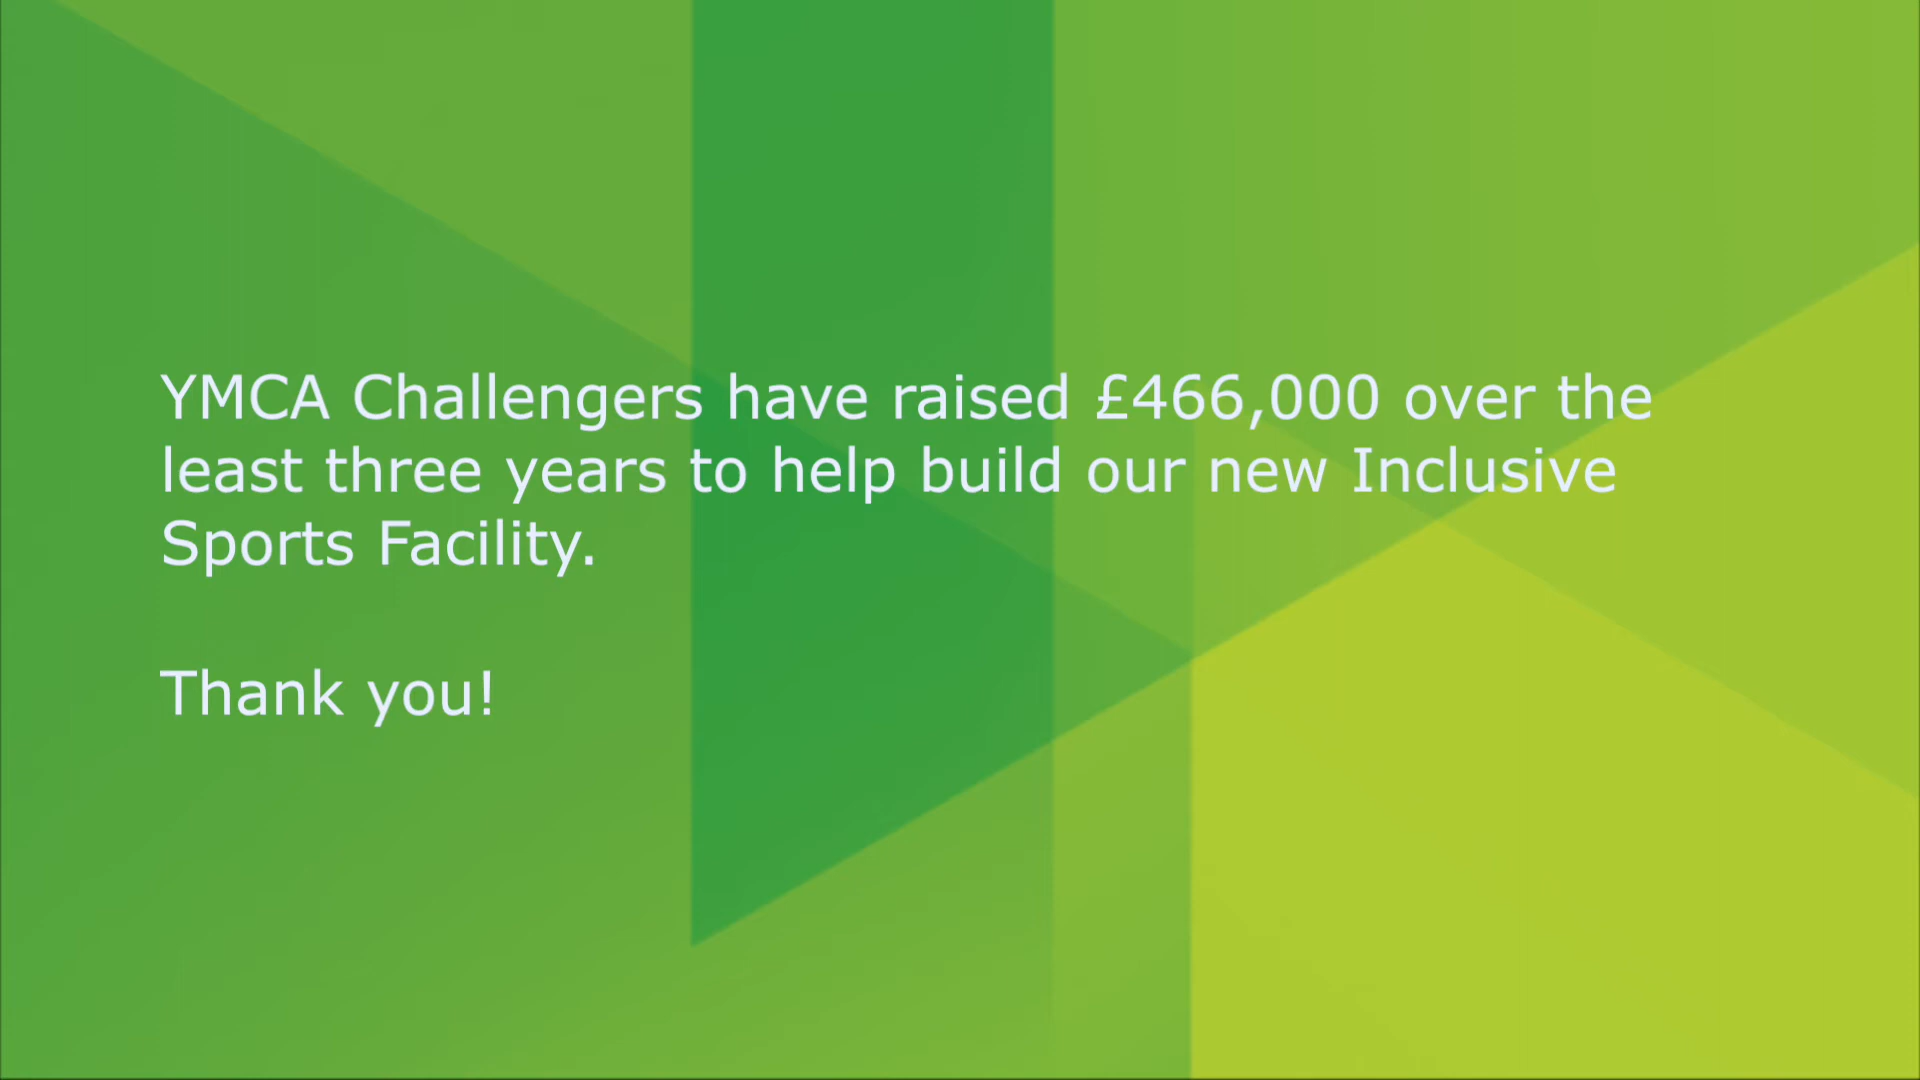 YMCA Challengers have raised £466,000 over the
least three years to help build our new Inclusive
Sports Facility.
Thank you!